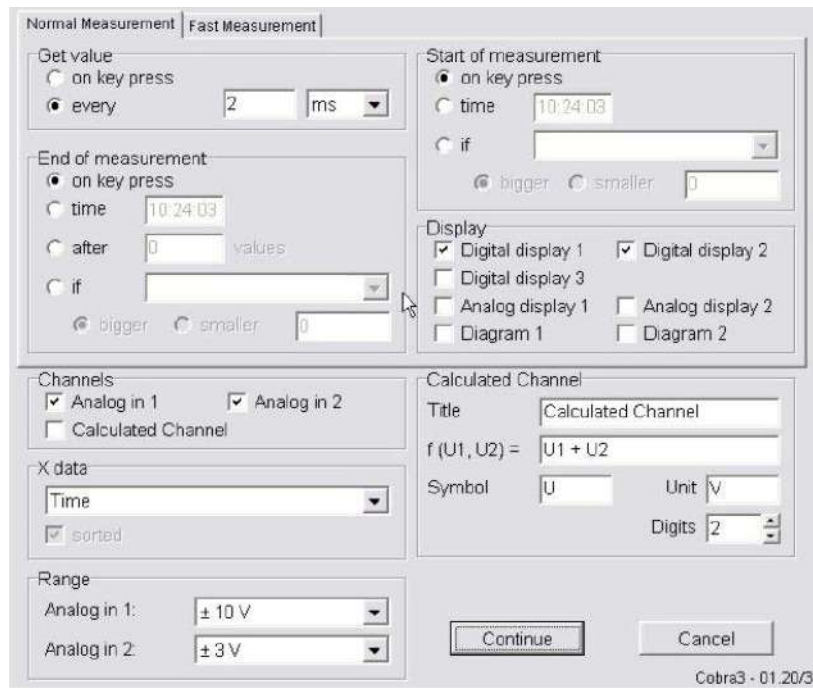 Normal Measurement Fast Measurement
Get value
on key press
every 2 ms
End of measurement
on key press
time 10:24:03
after 0 values
if
bigger smaller 0
Start of measurement
on key press
time 10:24:03
if
bigger smaller 0
Display
Digital display 1 Digital display 2
Digital display 3
Analog display 1 Analog display 2
Diagram 1 Diagram 2
Channels
Analog in 1 Analog in 2
Calculated Channel
X data
Time
sorted
Range
Analog in 1: ± 10 V
Analog in 2: ± 3 V
Calculated Channel
Title Calculated Channel
f (U1, U2) = U1 + U2
Symbol U Unit V
Digits 2
Continue Cancel
Cobra3 - 01.20/3